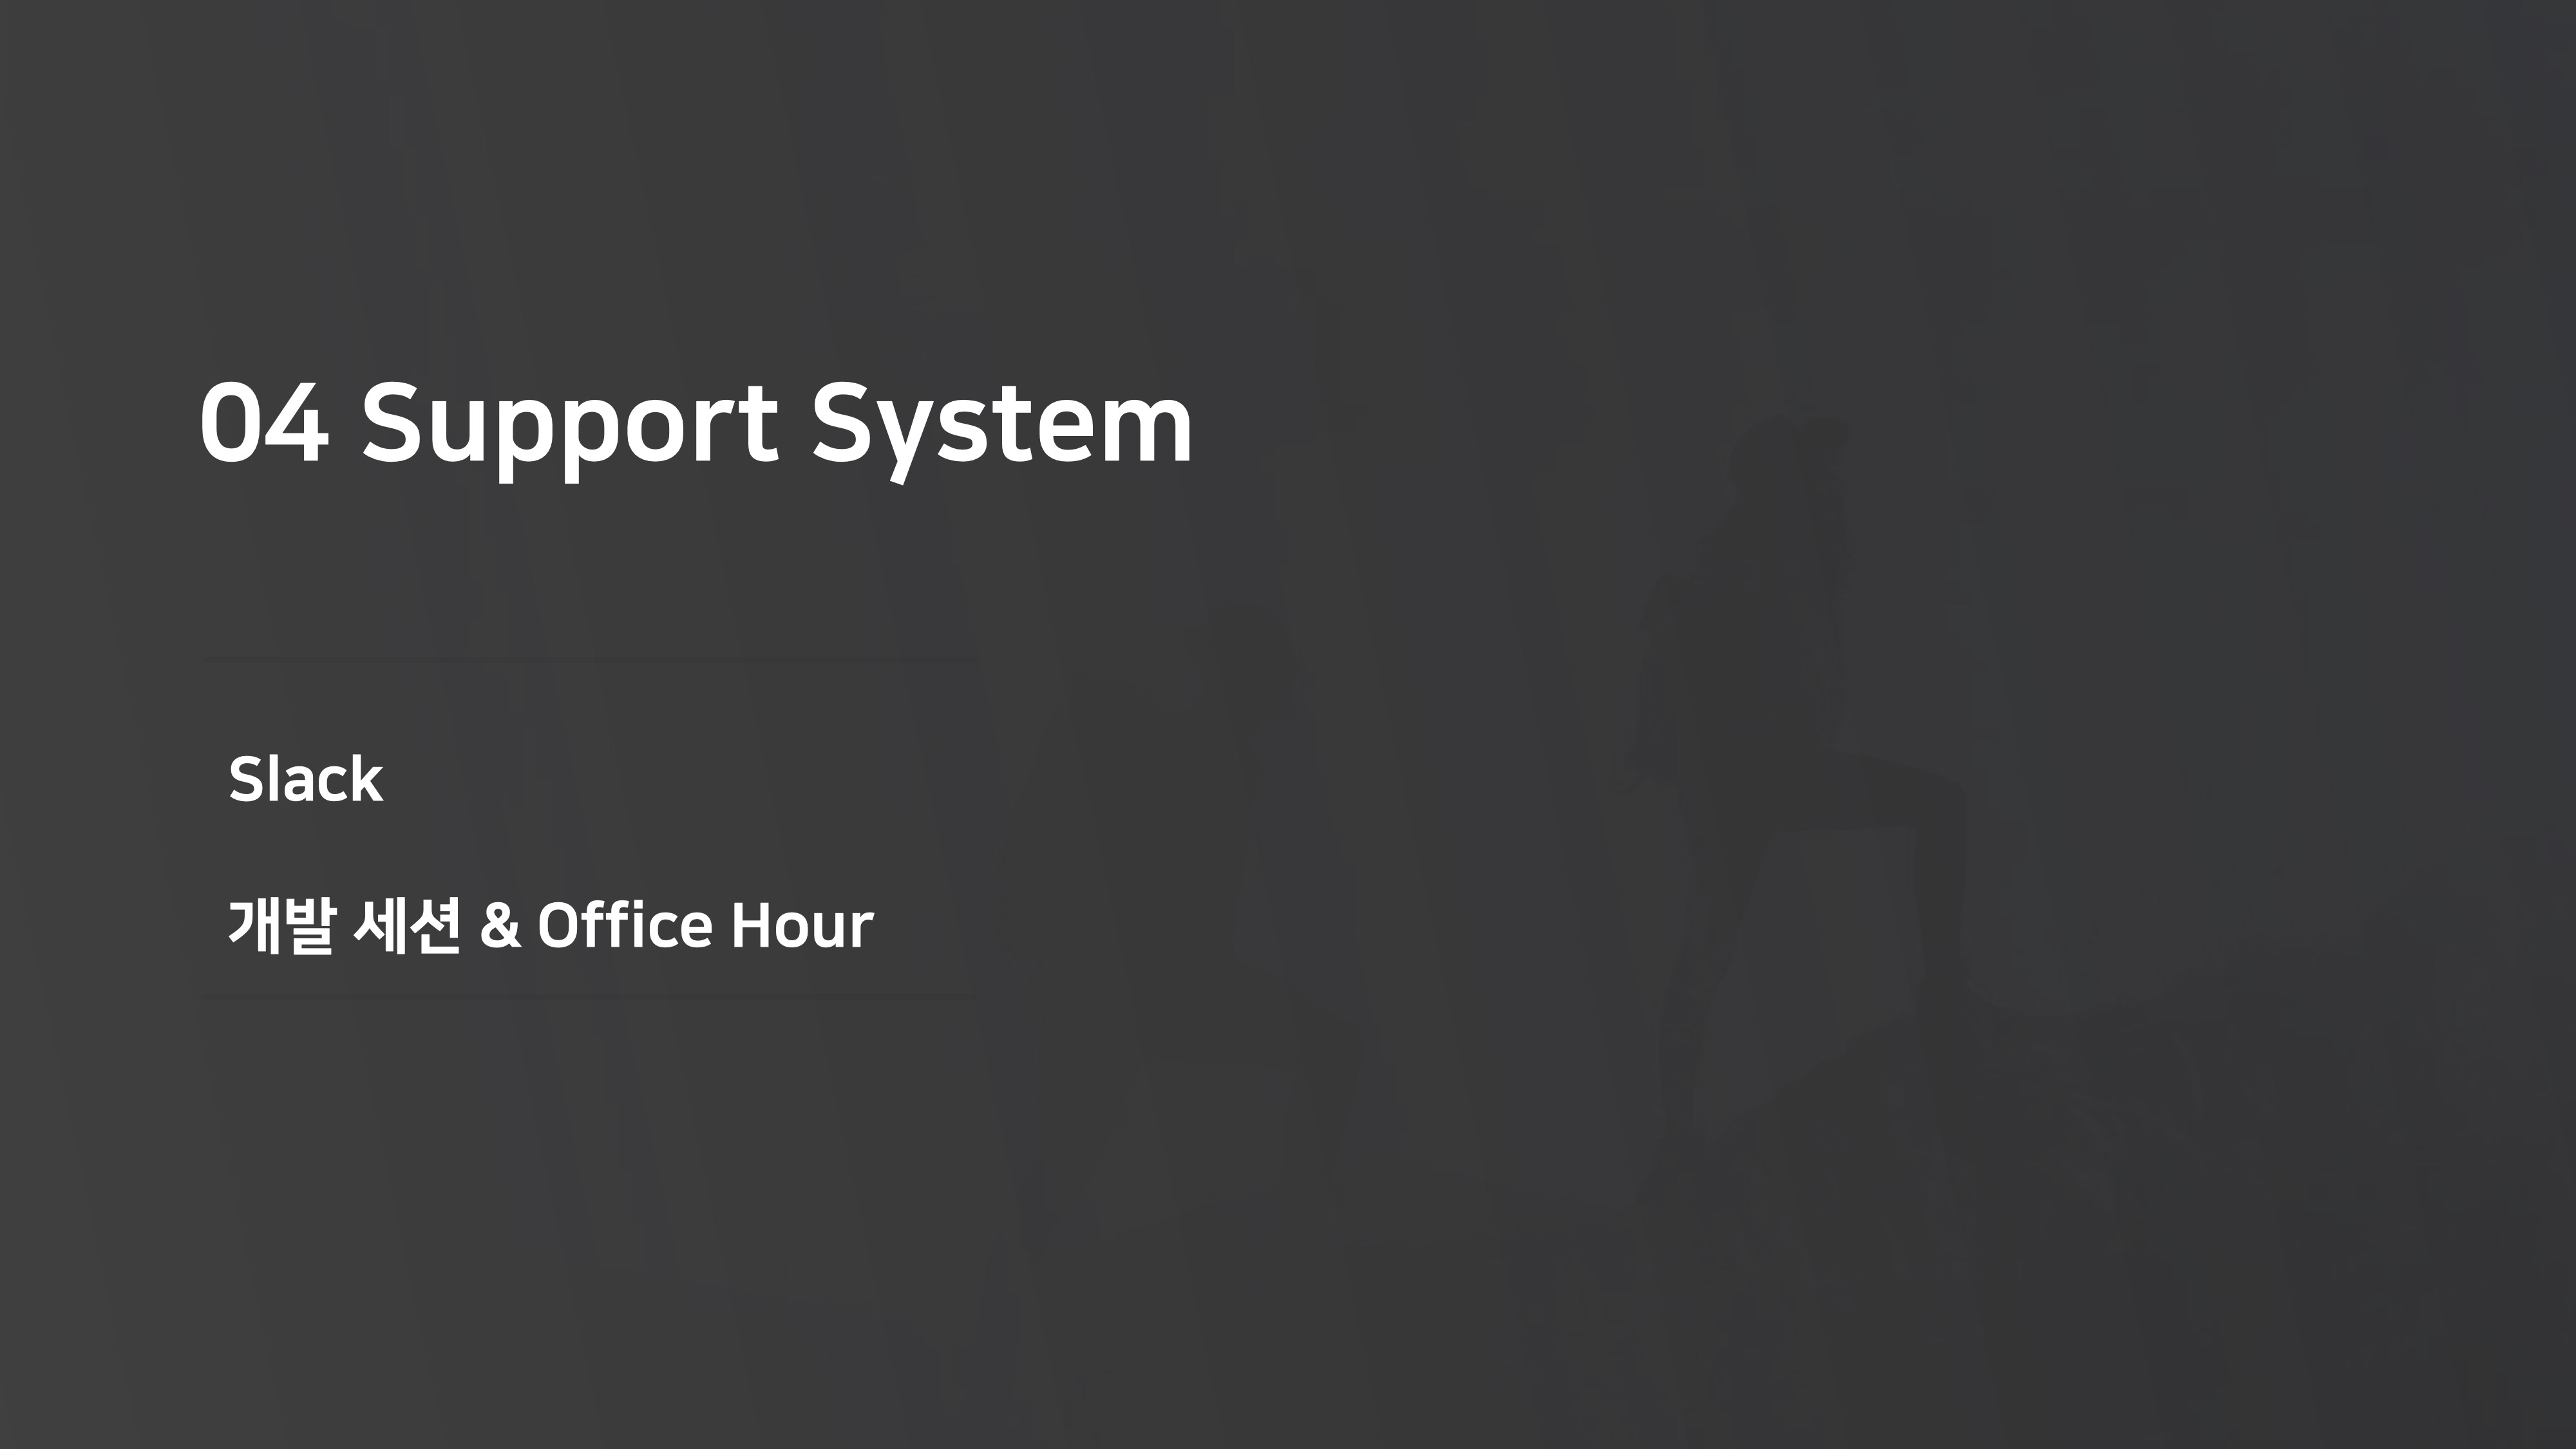 04 Support System
Slack
개발 세션 & Office Hour